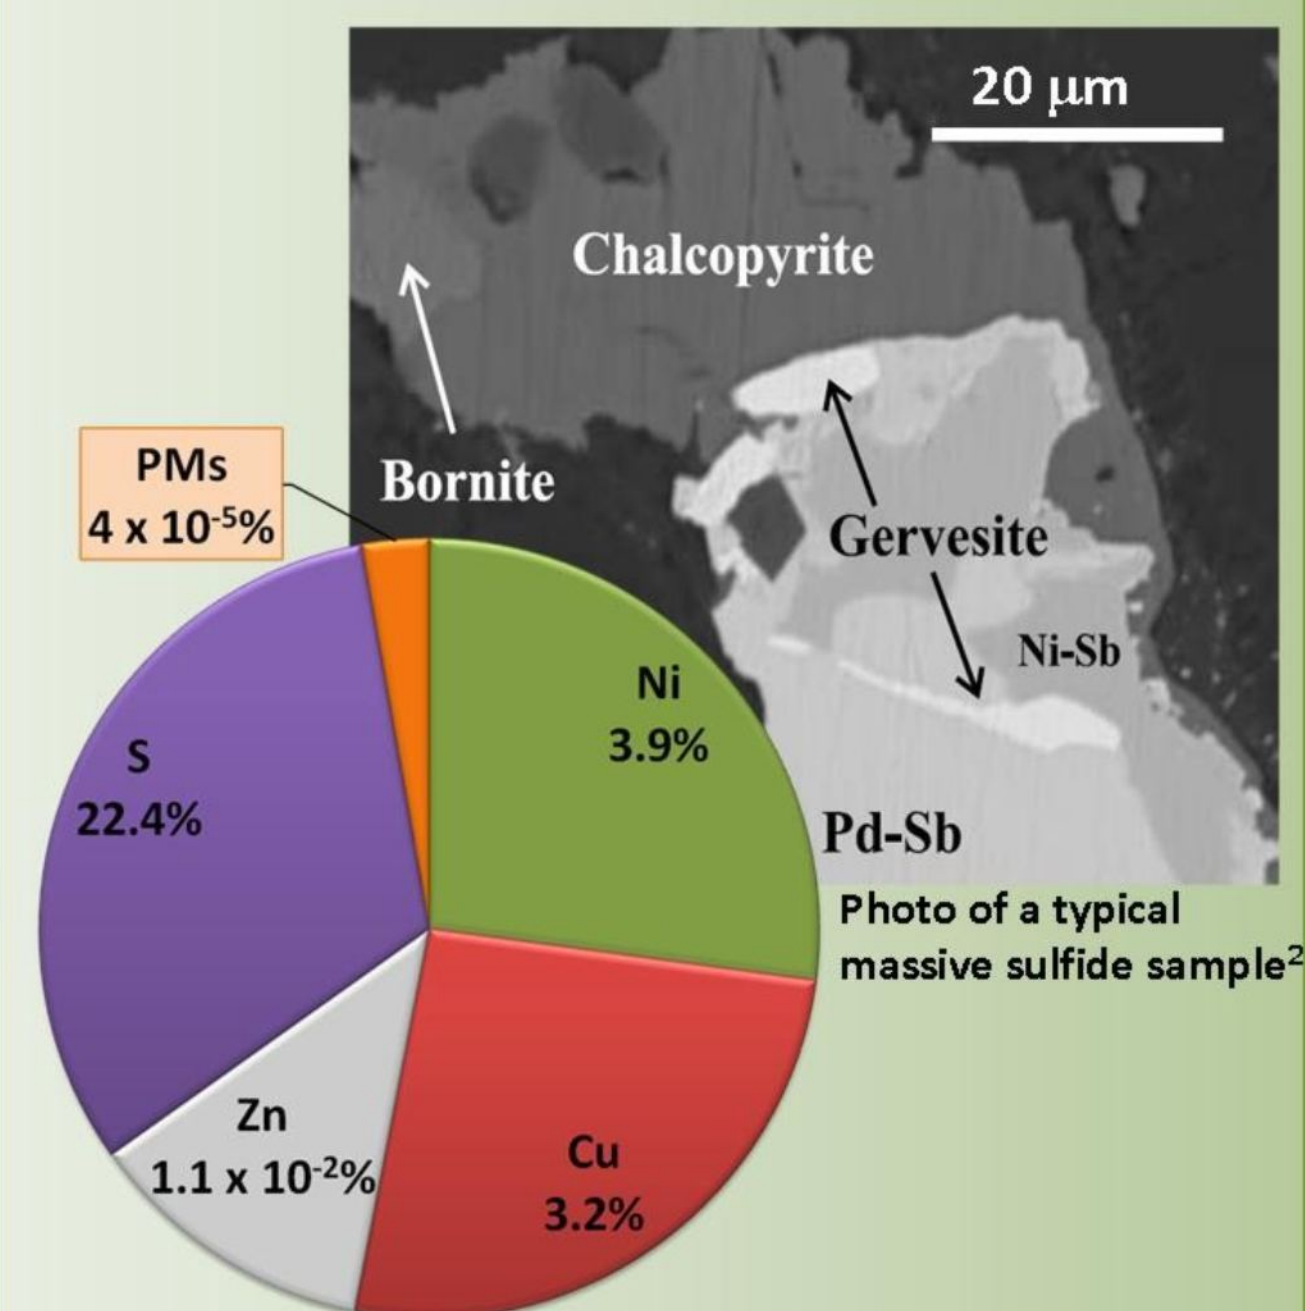 20 μm
Chalcopyrite
Bornite
PMs
4 x 10⁻⁵%
Gervesite
Ni-Sb
Pd-Sb
Ni
3.9%
S
22.4%
Zn
1.1 x 10⁻²%
Cu
3.2%
Photo of a typical
massive sulfide sample²